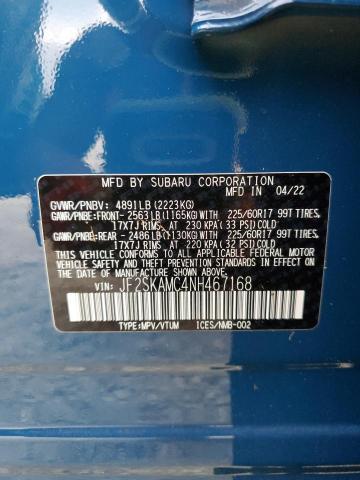 MFD BY SUBARU CORPORATION
MFD IN 04/22
GVWR/PNBV: 4891LB (2223KG)
GAWR/PNBE:FRONT- 2563LB(1165KG)WITH 225/60R17 99T TIRES,
17X7J RIMS AT 230 KPA (33 PSI) COLD
GAWR/PNBE:REAR - 2486LB( KG)WITH 225/60R17 99T TIRES,
17X7J RIMS AT 220 KPA (32 PSI) COLD
THIS VEHICLE CONFORMS TO ALL APPLICABLE FEDERAL MOTOR
VEHICLE SAFETY, BUMPER, AND THEFT PREVENTION STANDARDS
IN EFFECT ON THE DATE OF MANUFACTURE SHOWN ABOVE.
VIN: JF2SKAMC4NH467168
TYPE:MPV/VTUM ICES/NMB-002